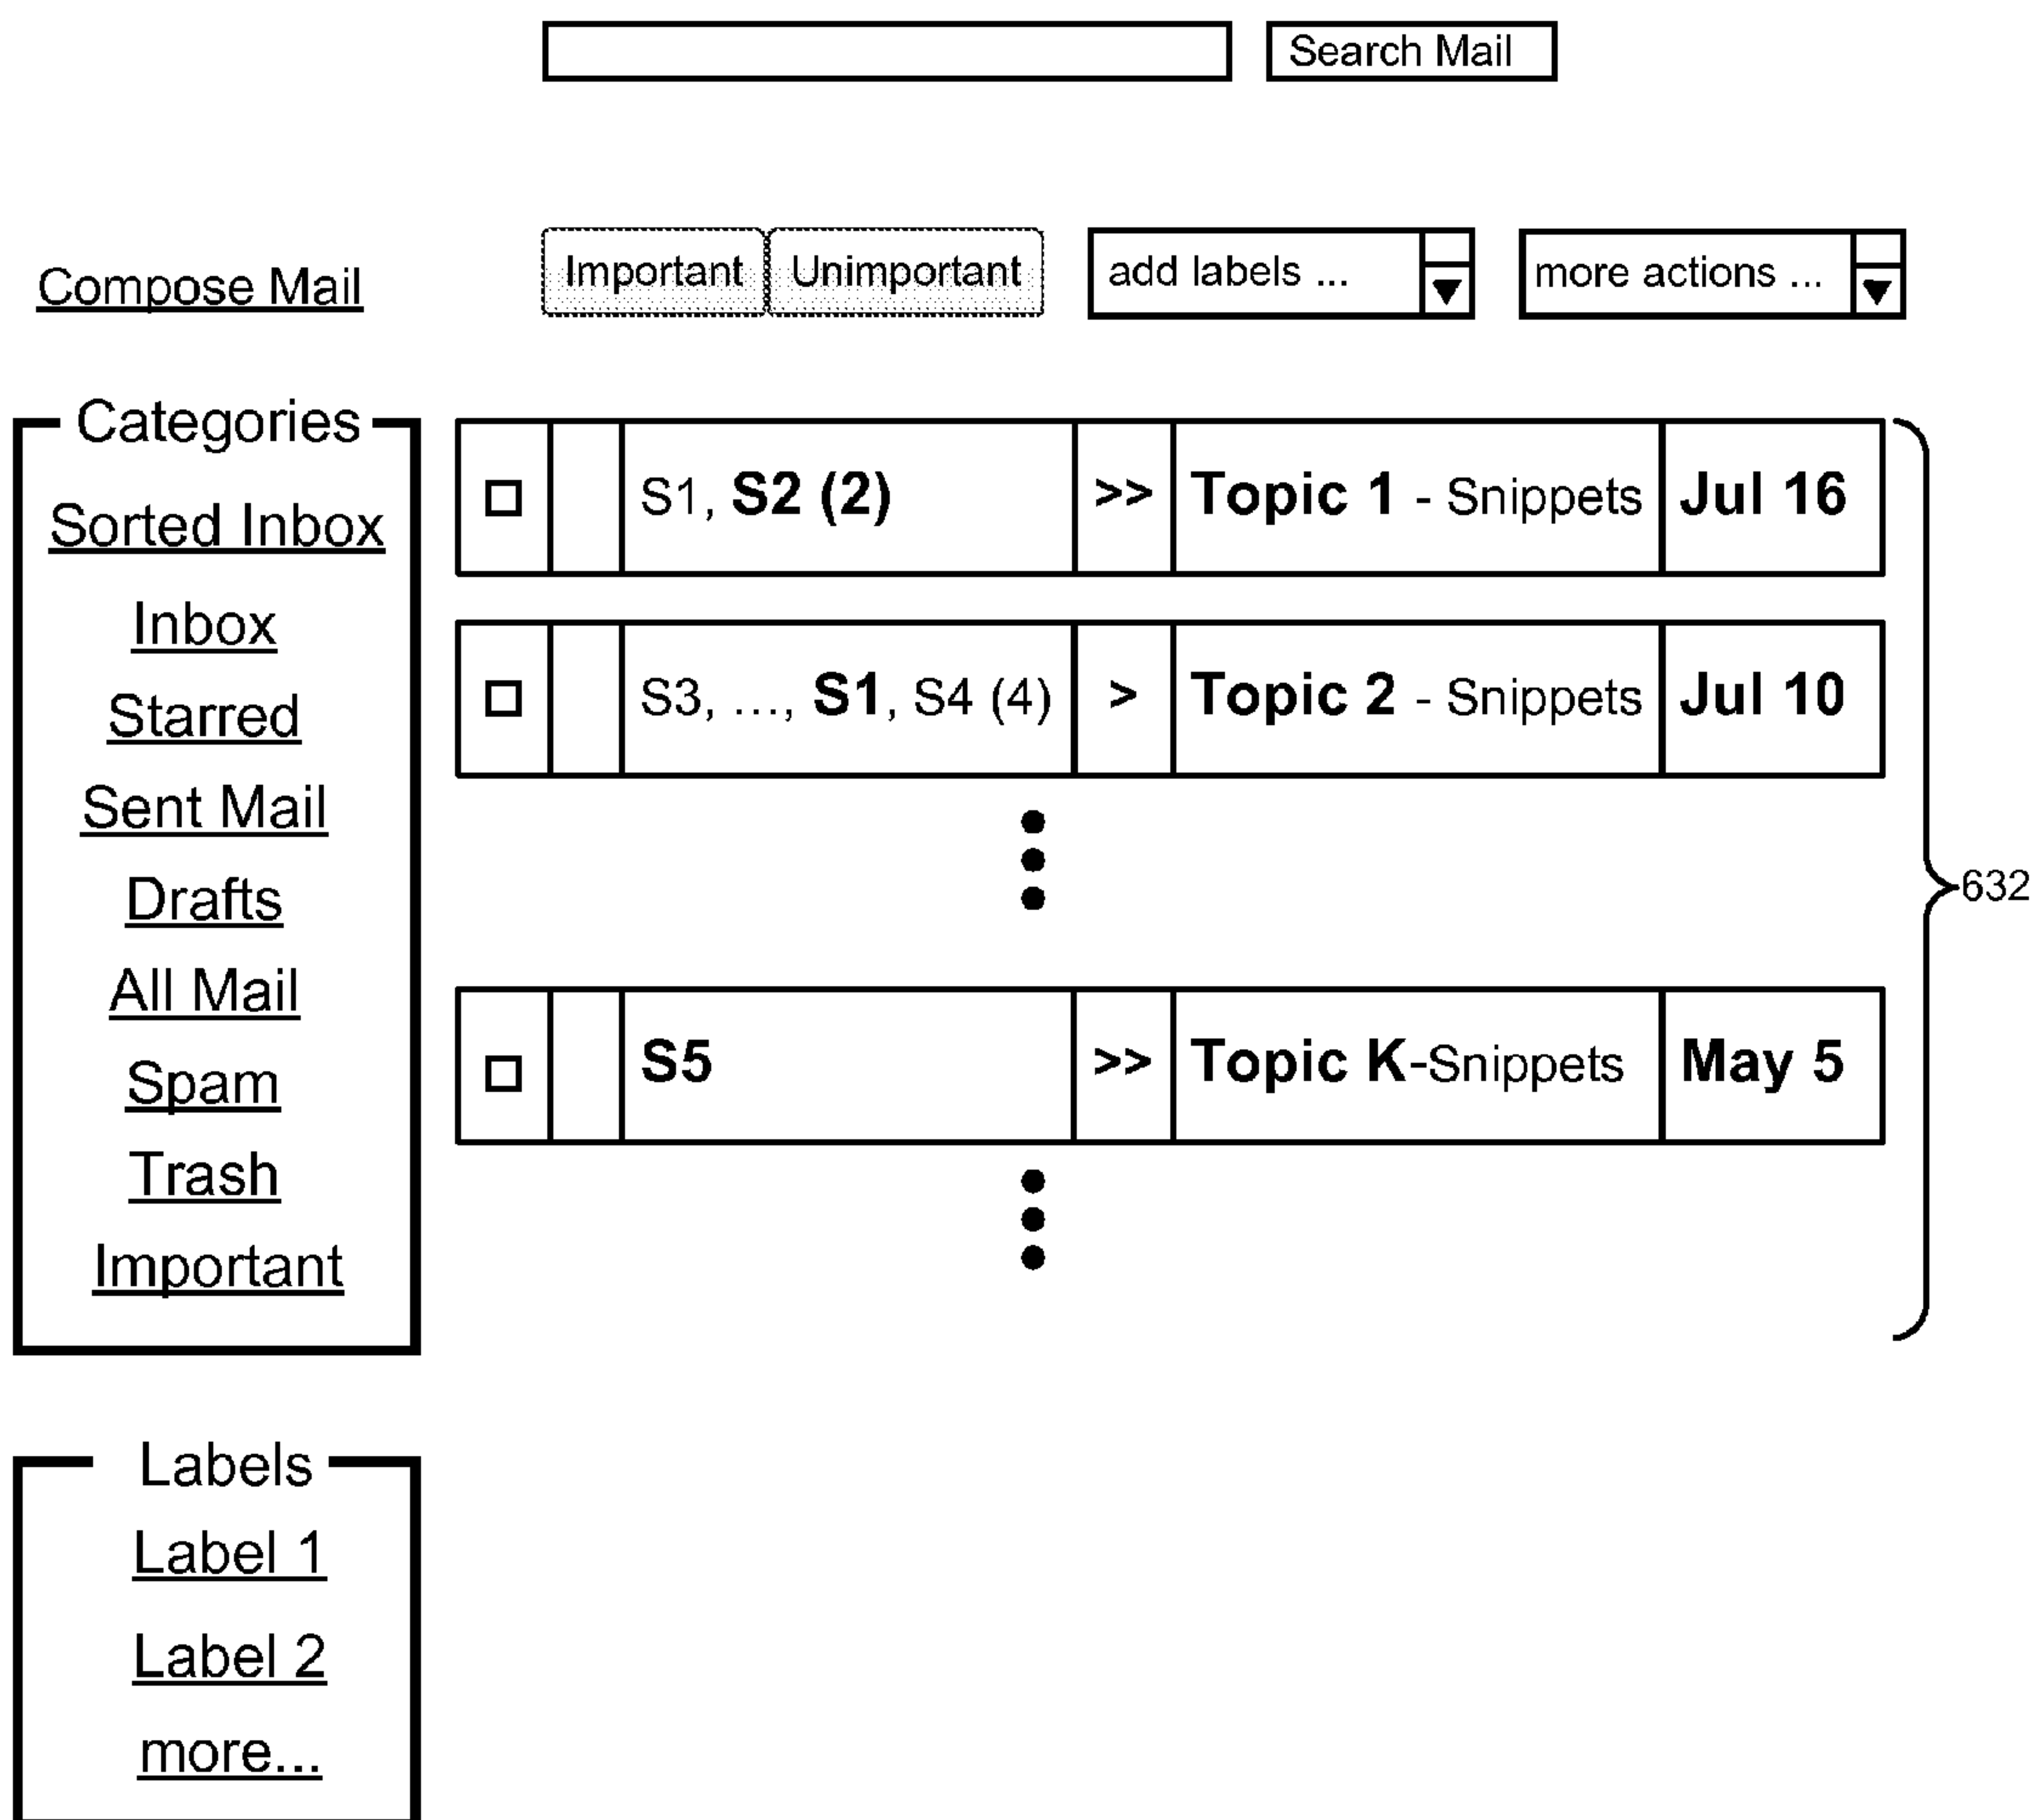 Search Mail
Compose Mail
Important Unimportant add labels ... more actions ...
Categories
Sorted Inbox
Inbox
Starred
Sent Mail
Drafts
All Mail
Spam
Trash
Important
S1, S2 (2) >> Topic 1 - Snippets Jul 16
S3, ..., S1, S4 (4) > Topic 2 - Snippets Jul 10
S5 >> Topic K-Snippets May 5
632
Labels
Label 1
Label 2
more...